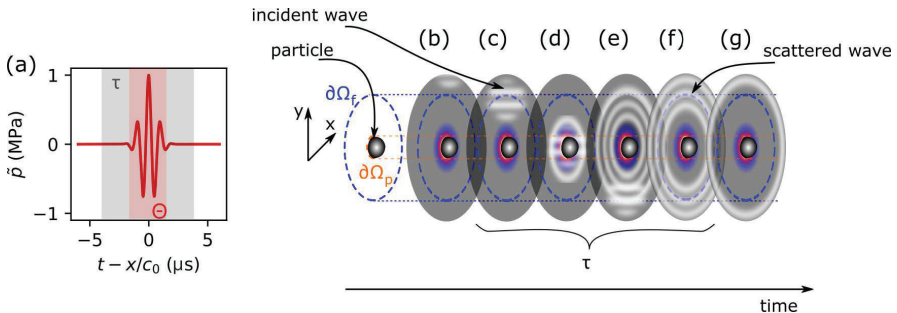 incident wave
particle
(b) (c) (d) (e) (f) (g)
scattered wave
(a)
τ
Θ
p̃ (MPa)
1
0
−1
−5 0 5
t − x/c₀ (μs)
y
x
∂Ω_f
∂Ω_p
τ
time